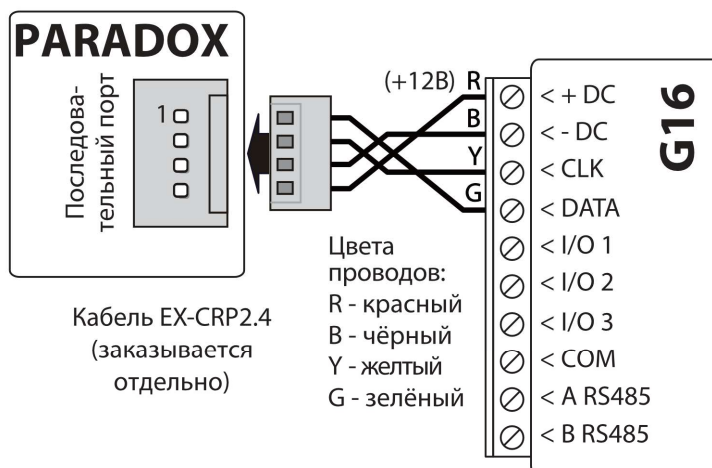 PARADOX
Последова-
тельный порт
1
(+12В) R
B
Y
G
G16
< + DC
< - DC
< CLK
< DATA
< I/O 1
< I/O 2
< I/O 3
< COM
< A RS485
< B RS485
Цвета
проводов:
R - красный
B - чёрный
Y - желтый
G - зелёный
Кабель EX-CRP2.4
(заказывается
отдельно)